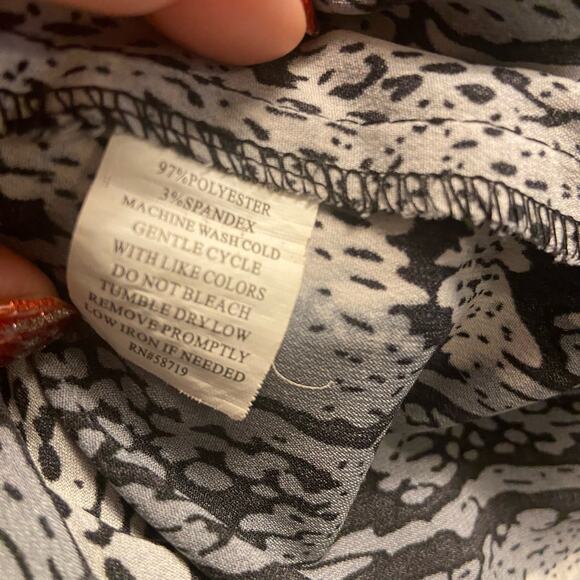 97%POLYESTER
3%SPANDEX
MACHINE WASH COLD
GENTLE CYCLE
WITH LIKE COLORS
DO NOT BLEACH
TUMBLE DRY LOW
REMOVE PROMPTLY
LOW IRON IF NEEDED
RN#58719